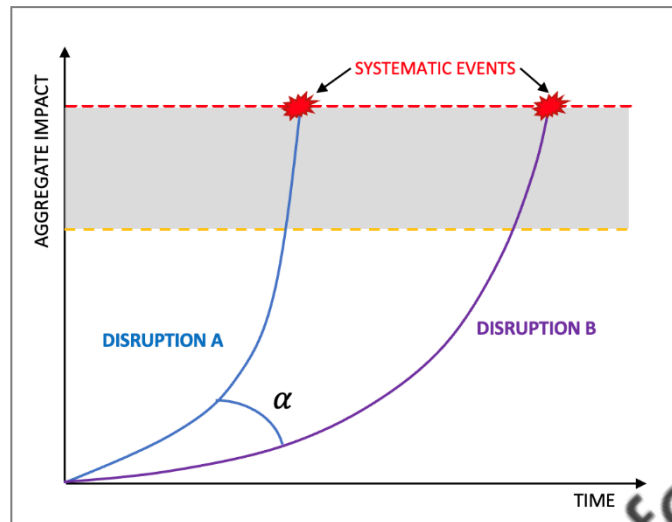 SYSTEMATIC EVENTS
AGGREGATE IMPACT
DISRUPTION A
DISRUPTION B
α
TIME